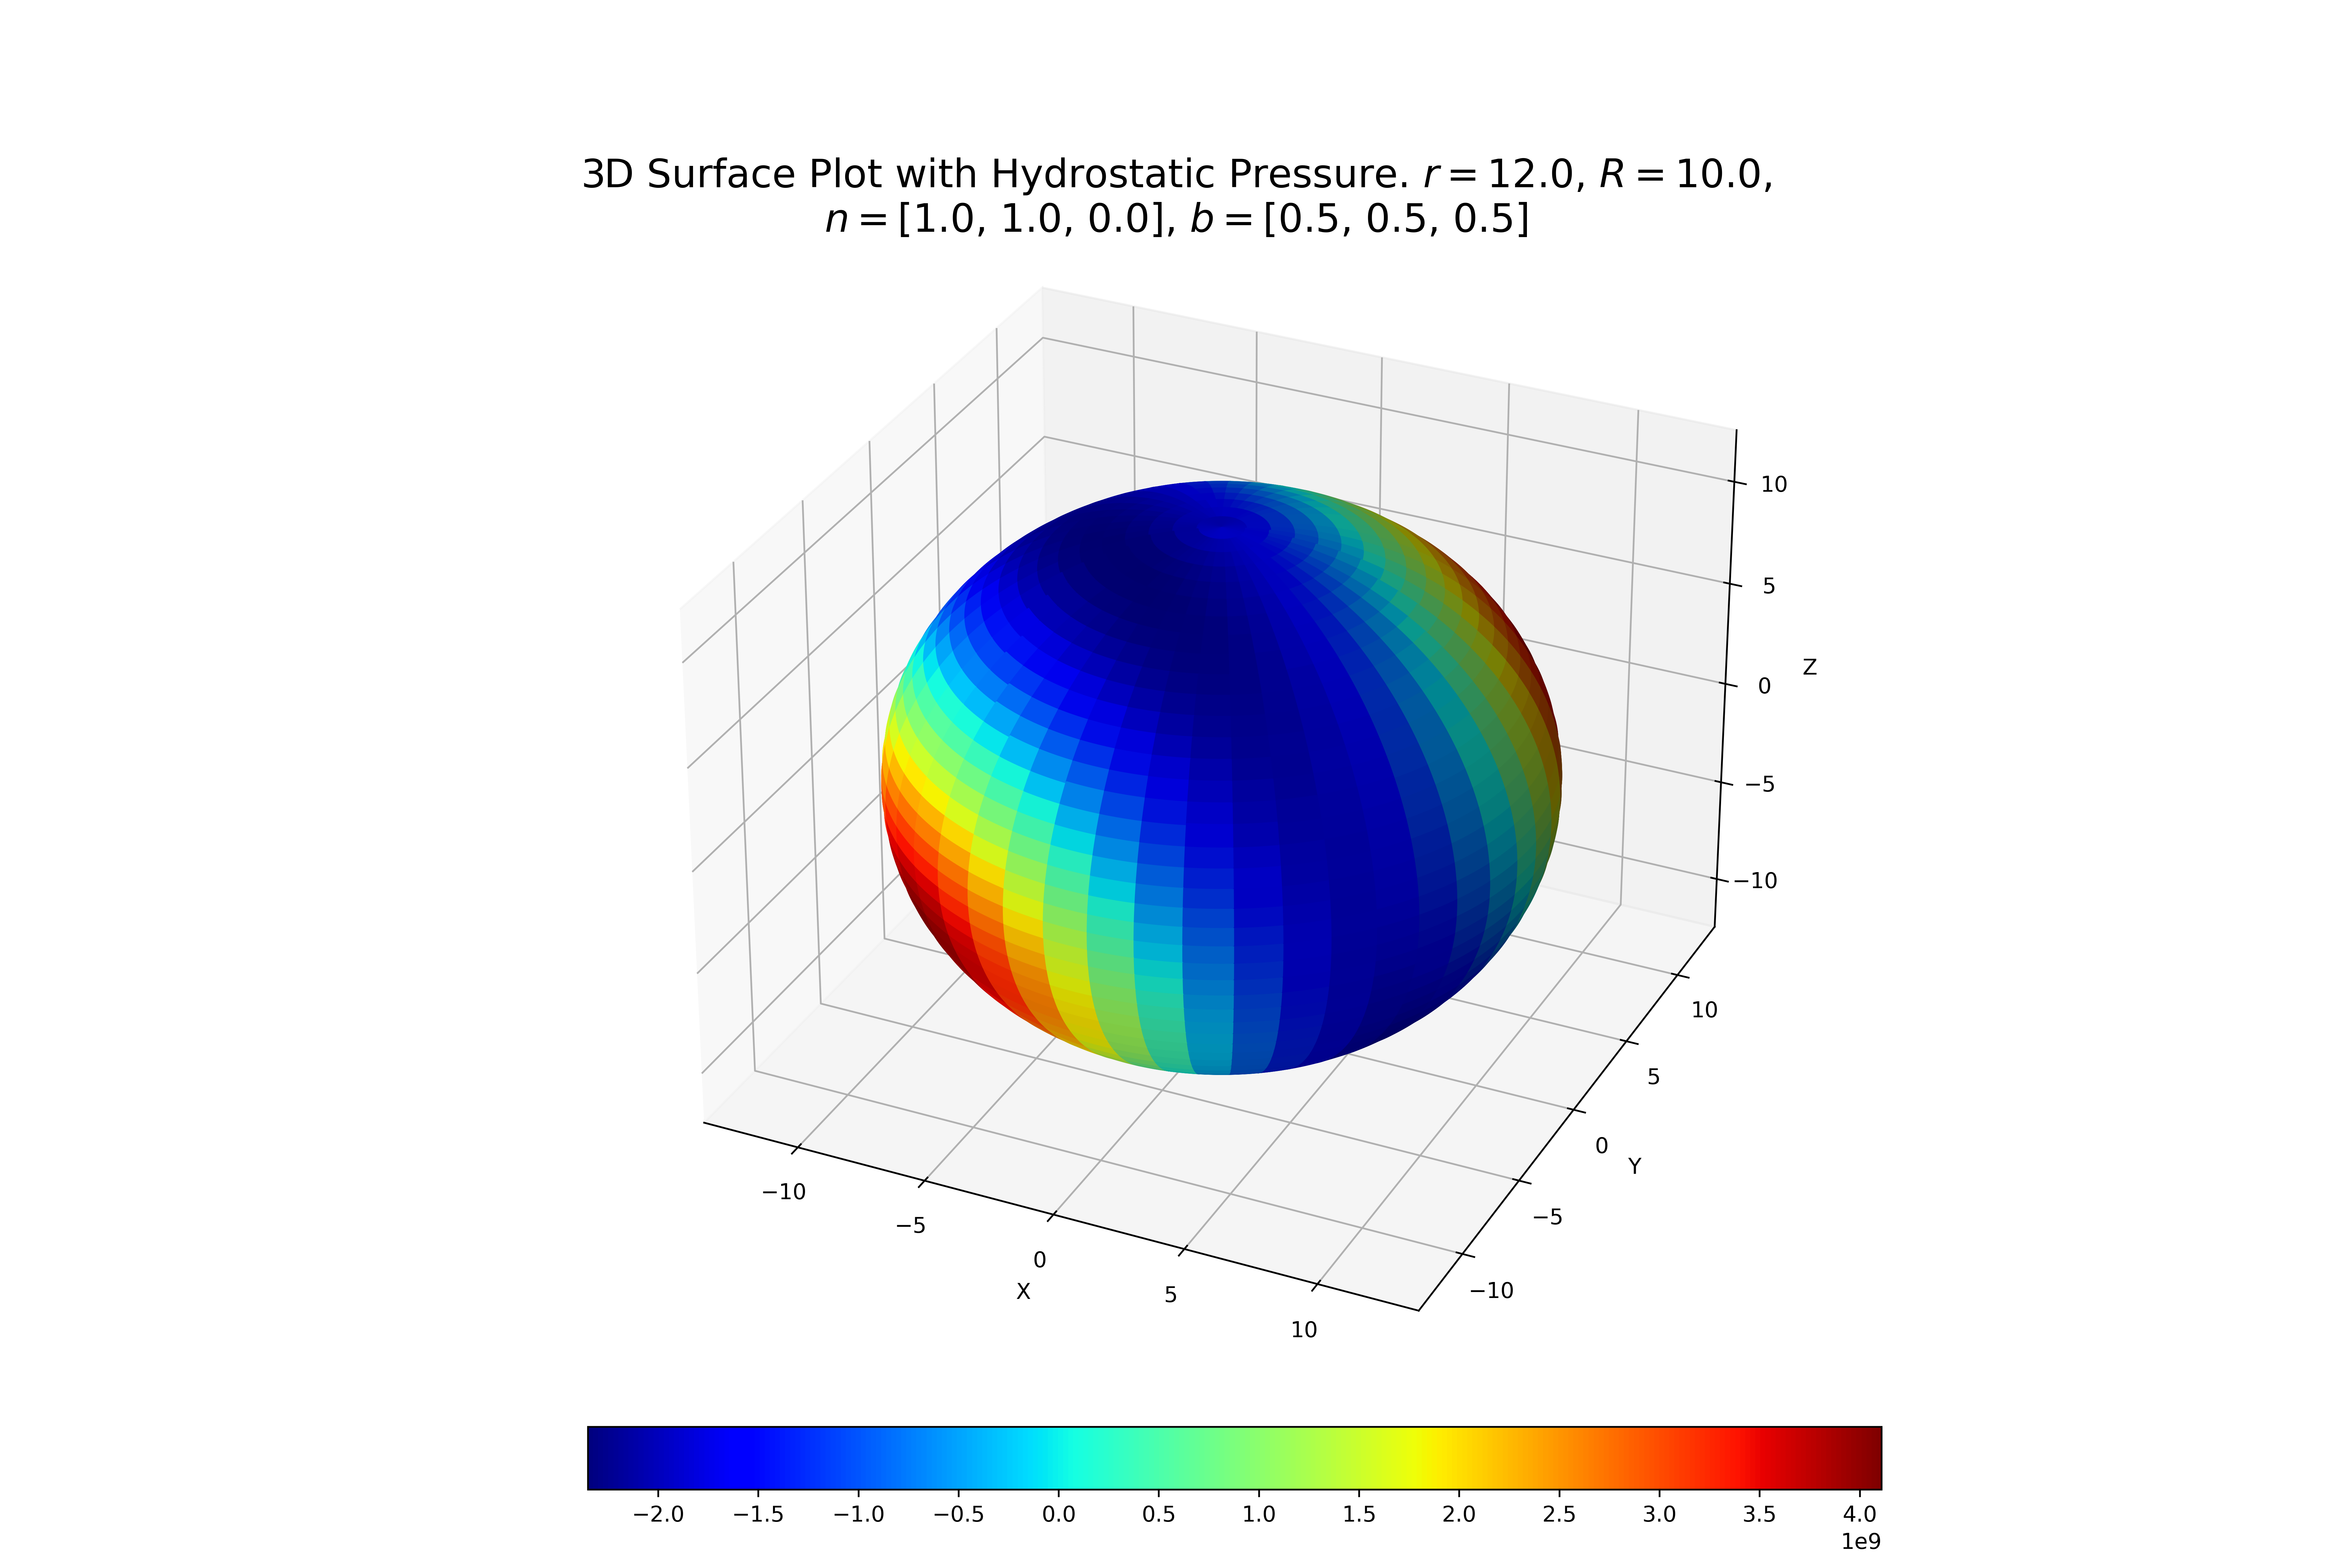 3D Surface Plot with Hydrostatic Pressure. r = 12.0, R = 10.0,
n = [1.0, 1.0, 0.0], b = [0.5, 0.5, 0.5]
10
5
0
−5
−10
Z
10
5
0
−5
−10
Y
−10
−5
0
5
10
X
−2.0 −1.5 −1.0 −0.5 0.0 0.5 1.0 1.5 2.0 2.5 3.0 3.5 4.0
1e9